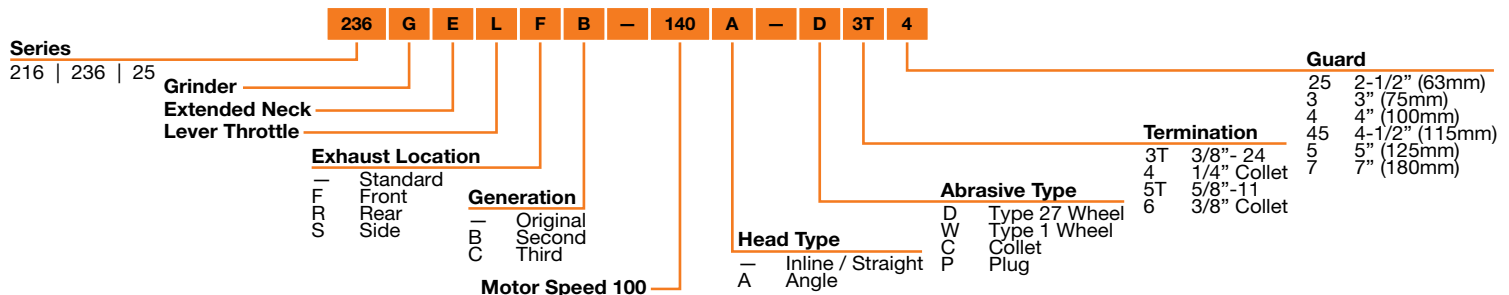 236 G E L F B — 140 A — D 3T 4
Series
216 | 236 | 25
Grinder
Extended Neck
Lever Throttle
Exhaust Location
— Standard
F Front
R Rear
S Side
Generation
— Original
B Second
C Third
Motor Speed 100
Head Type
— Inline / Straight
A Angle
Abrasive Type
D Type 27 Wheel
W Type 1 Wheel
C Collet
P Plug
Termination
3T 3/8”- 24
4 1/4” Collet
5T 5/8”-11
6 3/8” Collet
Guard
25 2-1/2” (63mm)
3 3” (75mm)
4 4” (100mm)
45 4-1/2” (115mm)
5 5” (125mm)
7 7” (180mm)